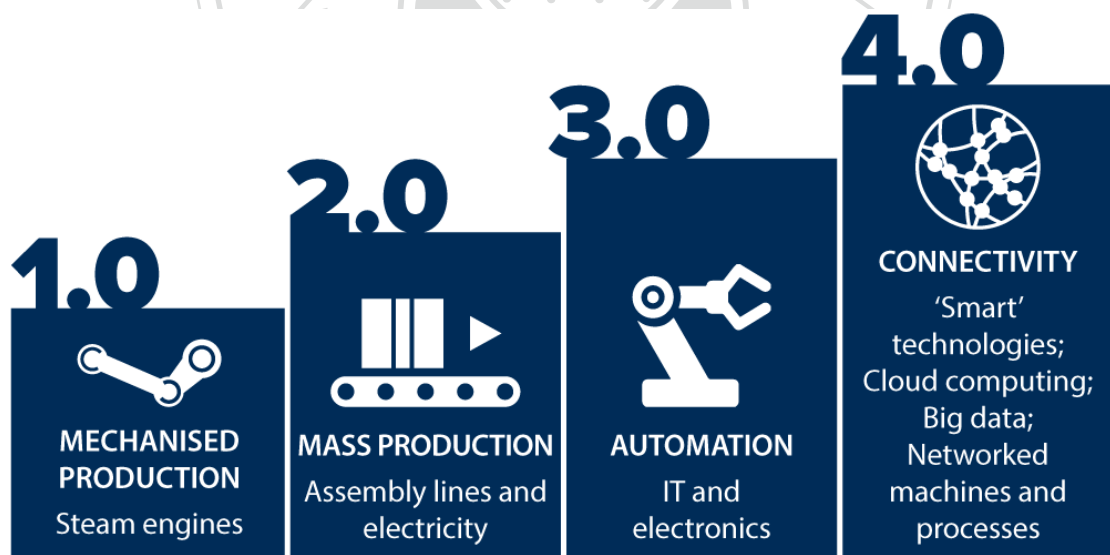 1.0
MECHANISED
PRODUCTION
Steam engines
2.0
MASS PRODUCTION
Assembly lines and
electricity
3.0
AUTOMATION
IT and
electronics
4.0
CONNECTIVITY
‘Smart’
technologies;
Cloud computing;
Big data;
Networked
machines and
processes